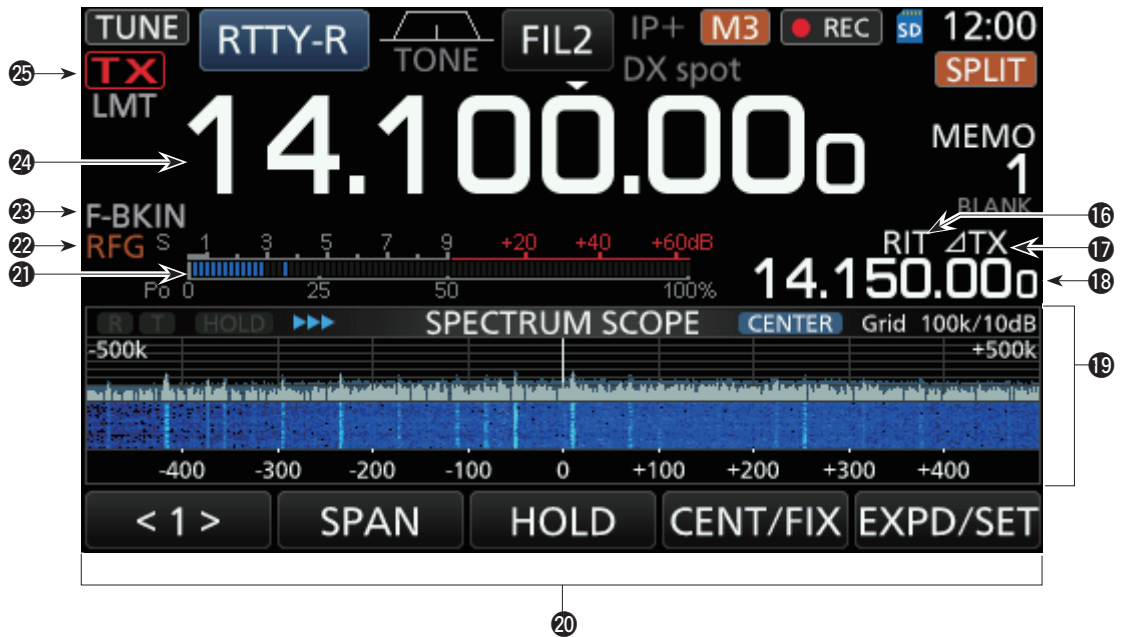 TUNE RTTY-R TONE FIL2 IP+ M3 REC SD 12:00
㉕ TX DX spot SPLIT
LMT
㉔ 14.100.000 MEMO
1
㉓ F-BKIN BLANK
㉒ RFG S 1 3 5 7 9 +20 +40 +60dB RIT ⊿TX ⑯ ⑰
㉑ Po 0 25 50 100% 14.150.000 ⑱
R T HOLD SPECTRUM SCOPE CENTER Grid 100k/10dB
-500k +500k
⑲
-400 -300 -200 -100 0 +100 +200 +300 +400
< 1 > SPAN HOLD CENT/FIX EXPD/SET
⑳